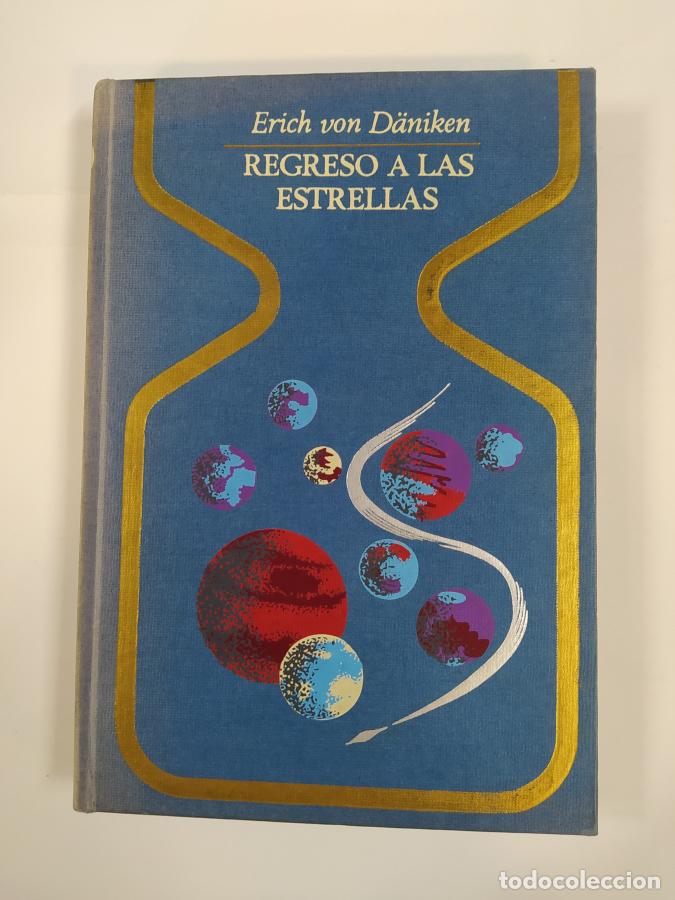 Erich von Däniken
REGRESO A LAS
ESTRELLAS
todocoleccion